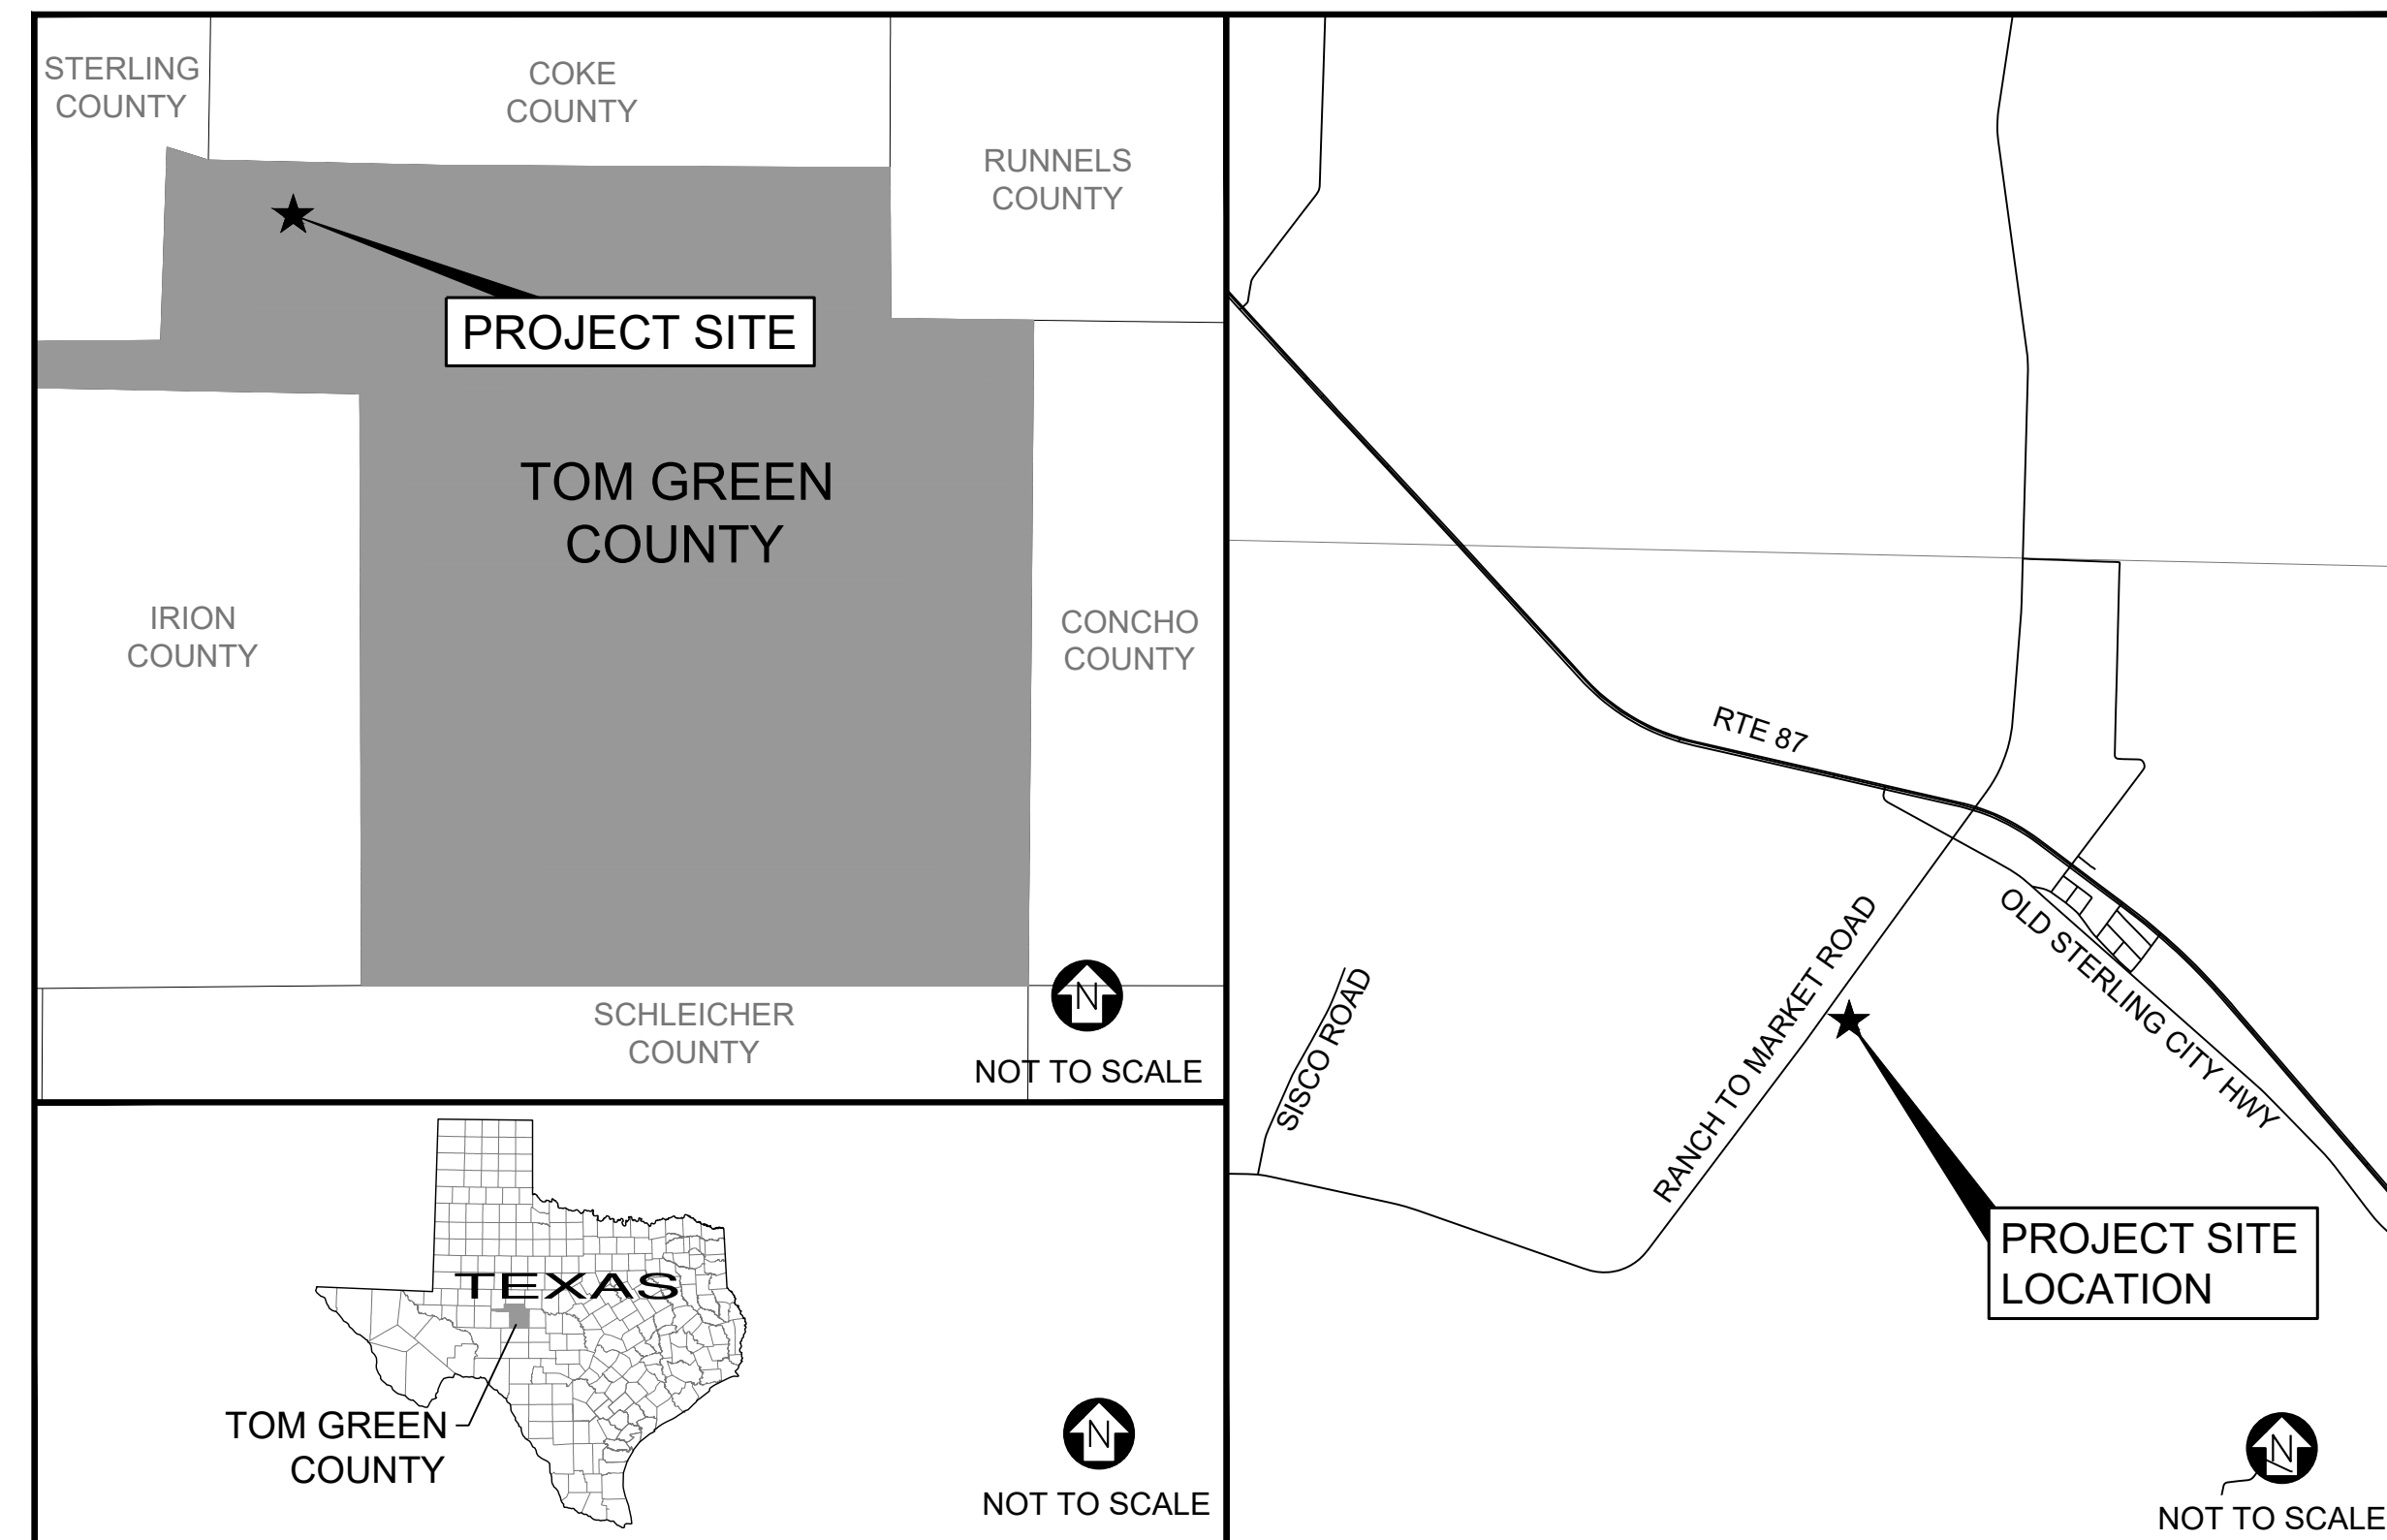 STERLING
COUNTY
COKE
COUNTY
RUNNELS
COUNTY
PROJECT SITE
TOM GREEN
COUNTY
IRION
COUNTY
CONCHO
COUNTY
SCHLEICHER
COUNTY
N
NOT TO SCALE
TEXAS
TOM GREEN
COUNTY
N
NOT TO SCALE
RTE 87
OLD STERLING CITY HWY
RANCH TO MARKET ROAD
SISCO ROAD
PROJECT SITE
LOCATION
N
NOT TO SCALE